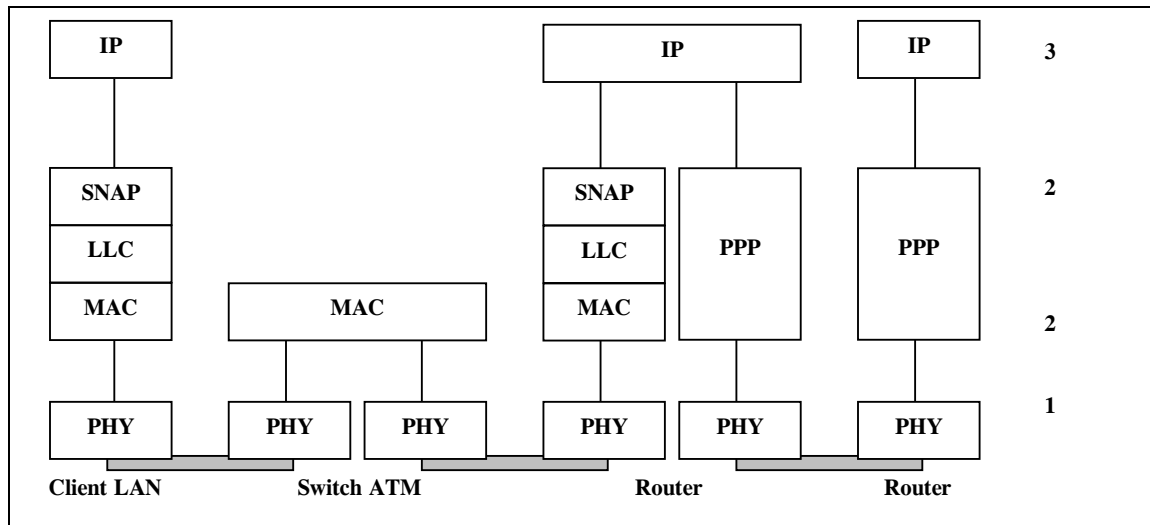 IP IP IP 3
SNAP SNAP 2
LLC LLC PPP PPP
MAC MAC MAC 2
PHY PHY PHY PHY PHY PHY 1
Client LAN Switch ATM Router Router